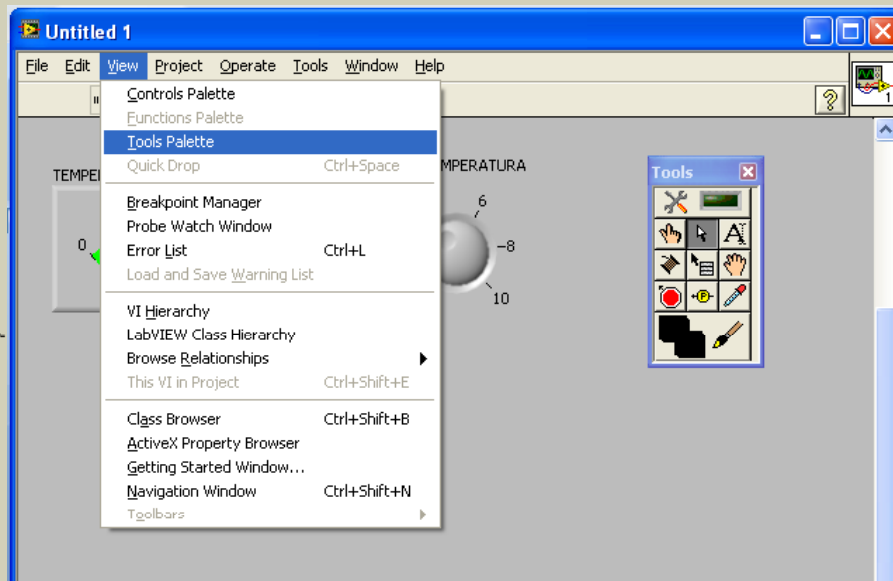 Untitled 1
File Edit View Project Operate Tools Window Help
Controls Palette
Functions Palette
Tools Palette
Quick Drop Ctrl+Space
Breakpoint Manager
Probe Watch Window
Error List Ctrl+L
Load and Save Warning List
VI Hierarchy
LabVIEW Class Hierarchy
Browse Relationships
This VI in Project Ctrl+Shift+E
Class Browser Ctrl+Shift+B
ActiveX Property Browser
Getting Started Window...
Navigation Window Ctrl+Shift+N
Toolbars
TEMPE
0
MPERATURA
6
8
10
Tools
A
P
?
1